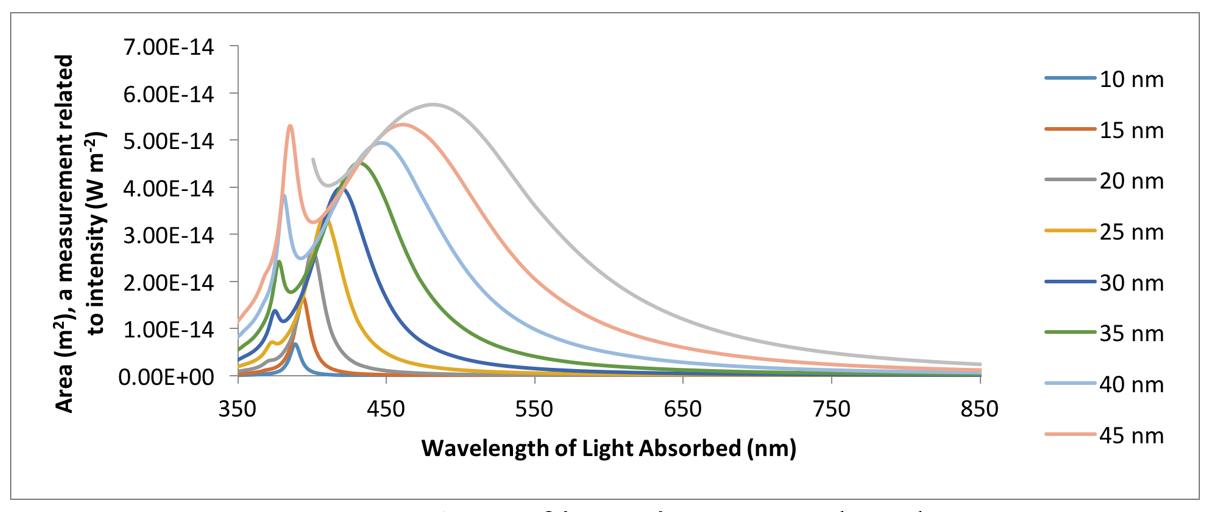 7.00E-14
6.00E-14
5.00E-14
4.00E-14
3.00E-14
2.00E-14
1.00E-14
0.00E+00
Area (m²), a measurement related
to intensity (W m⁻²)
350 450 550 650 750 850
Wavelength of Light Absorbed (nm)
10 nm
15 nm
20 nm
25 nm
30 nm
35 nm
40 nm
45 nm